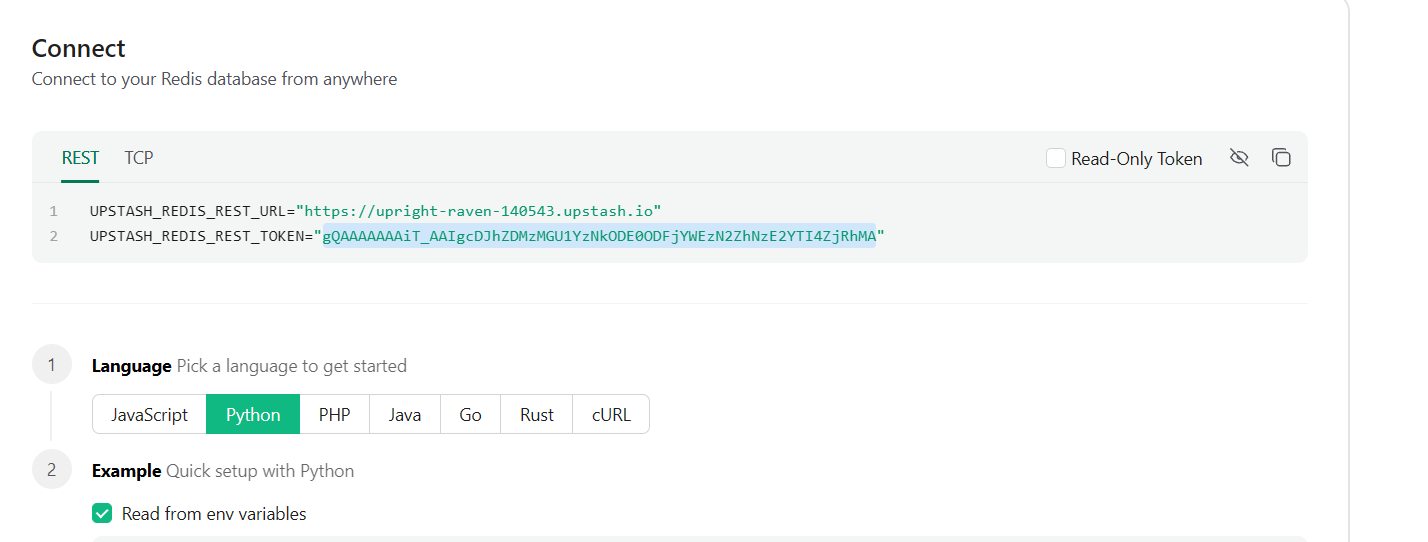 Connect
Connect to your Redis database from anywhere
REST TCP Read-Only Token
1 UPSTASH_REDIS_REST_URL="https://upright-raven-140543.upstash.io"
2 UPSTASH_REDIS_REST_TOKEN="gQAAAAAAAiT_AAIgcDJhZDMzMGU1YzNkODE0ODFjYWEzN2ZhNzE2YTI4ZjRhMA"
1 Language Pick a language to get started
JavaScript Python PHP Java Go Rust cURL
2 Example Quick setup with Python
Read from env variables